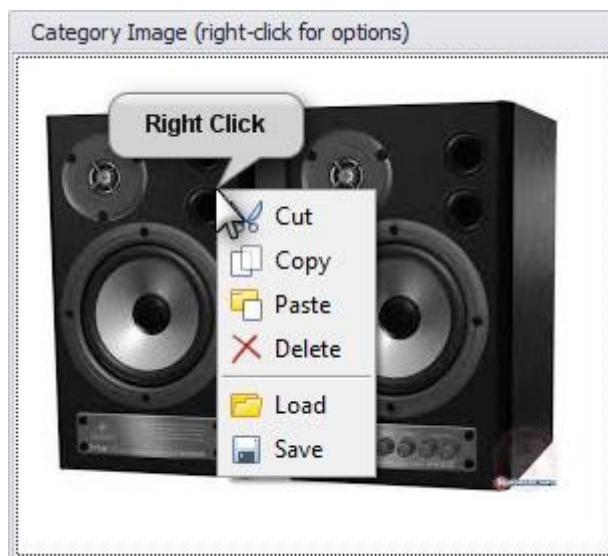 Category Image (right-click for options)
Right Click
Cut
Copy
Paste
Delete
Load
Save